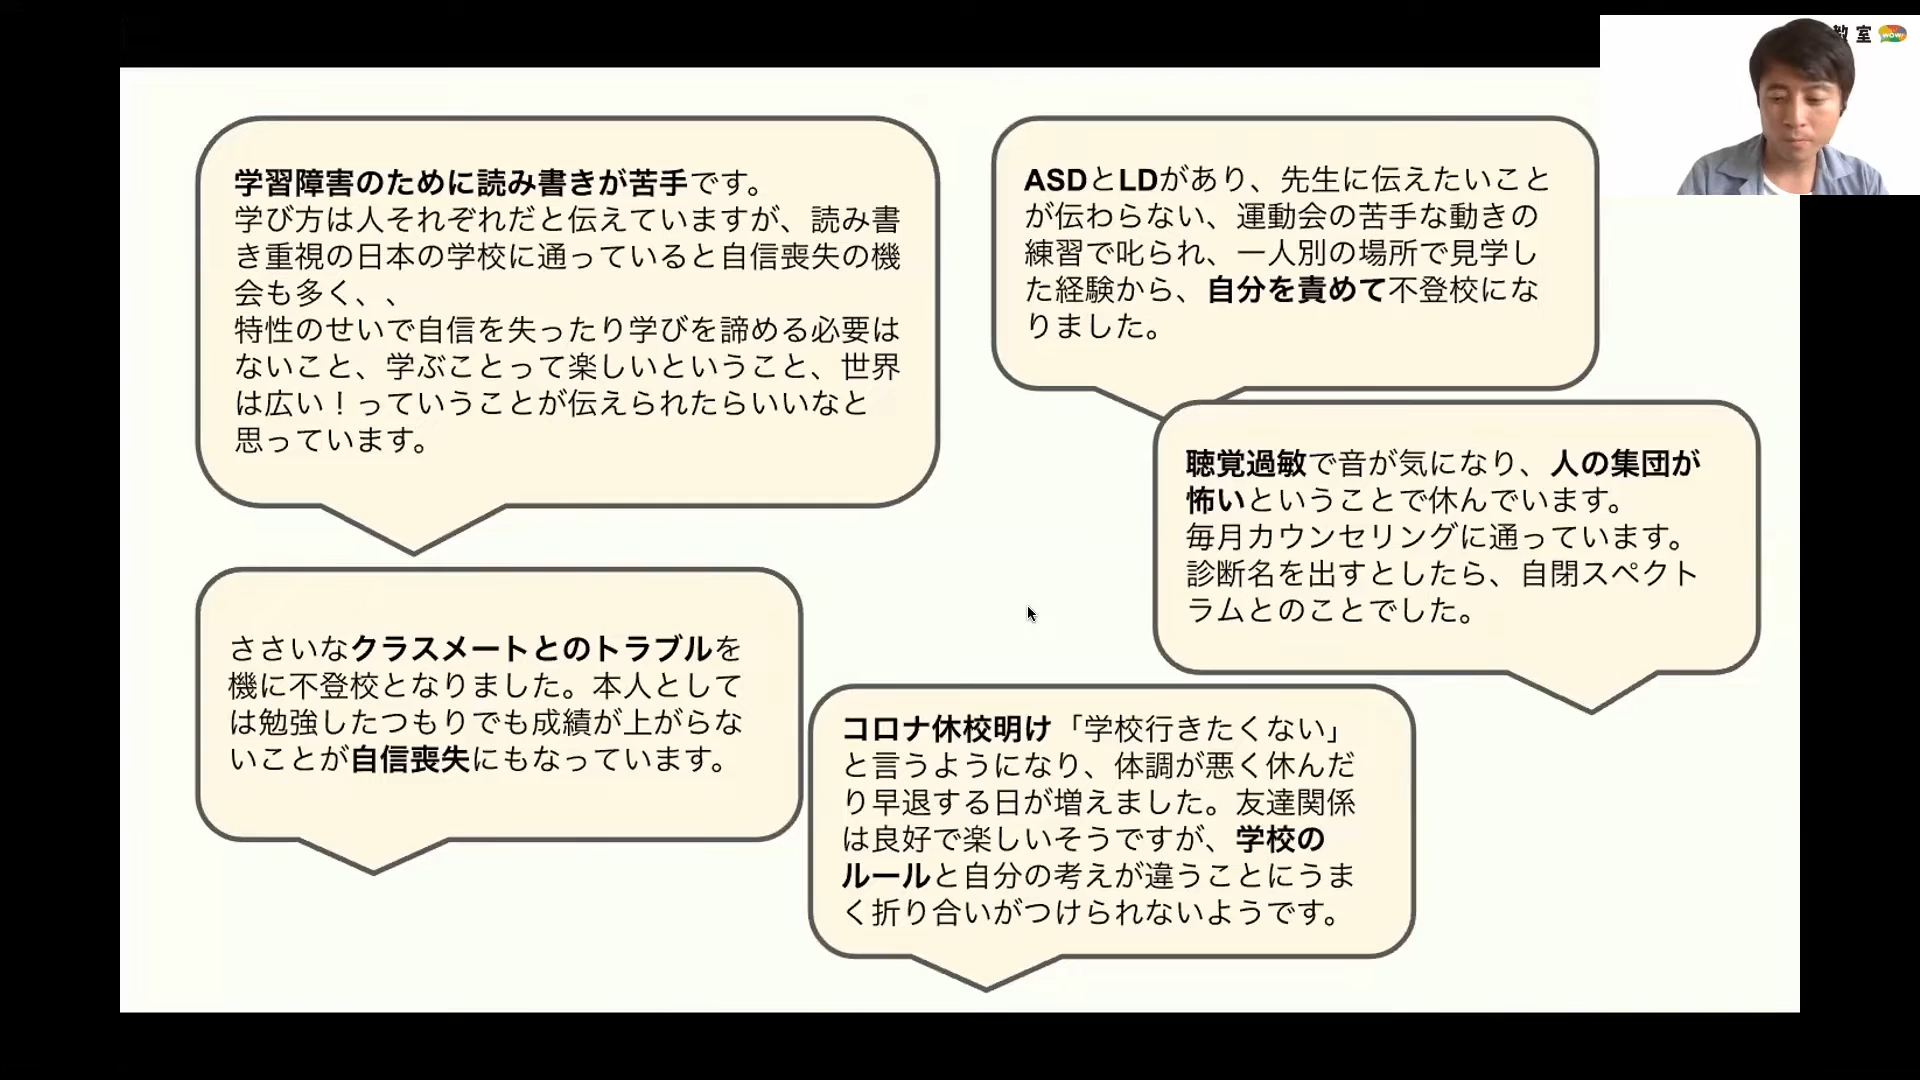 学習障害のために読み書きが苦手です。
学び方は人それぞれだと伝えていますが、読み書
き重視の日本の学校に通っていると自信喪失の機
会も多く、、
特性のせいで自信を失ったり学びを諦める必要は
ないこと、学ぶことって楽しいということ、世界
は広い！っていうことが伝えられたらいいなと
思っています。
ASDとLDがあり、先生に伝えたいこと
が伝わらない、運動会の苦手な動きの
練習で叱られ、一人別の場所で見学し
た経験から、自分を責めて不登校にな
りました。
聴覚過敏で音が気になり、人の集団が
怖いということで休んでいます。
毎月カウンセリングに通っています。
診断名を出すとしたら、自閉スペクト
ラムとのことでした。
ささいなクラスメートとのトラブルを
機に不登校となりました。本人として
は勉強したつもりでも成績が上がらな
いことが自信喪失にもなっています。
コロナ休校明け「学校行きたくない」
と言うようになり、体調が悪く休んだ
り早退する日が増えました。友達関係
は良好で楽しいそうですが、学校の
ルールと自分の考えが違うことにうま
く折り合いがつけられないようです。
教室
WOW!